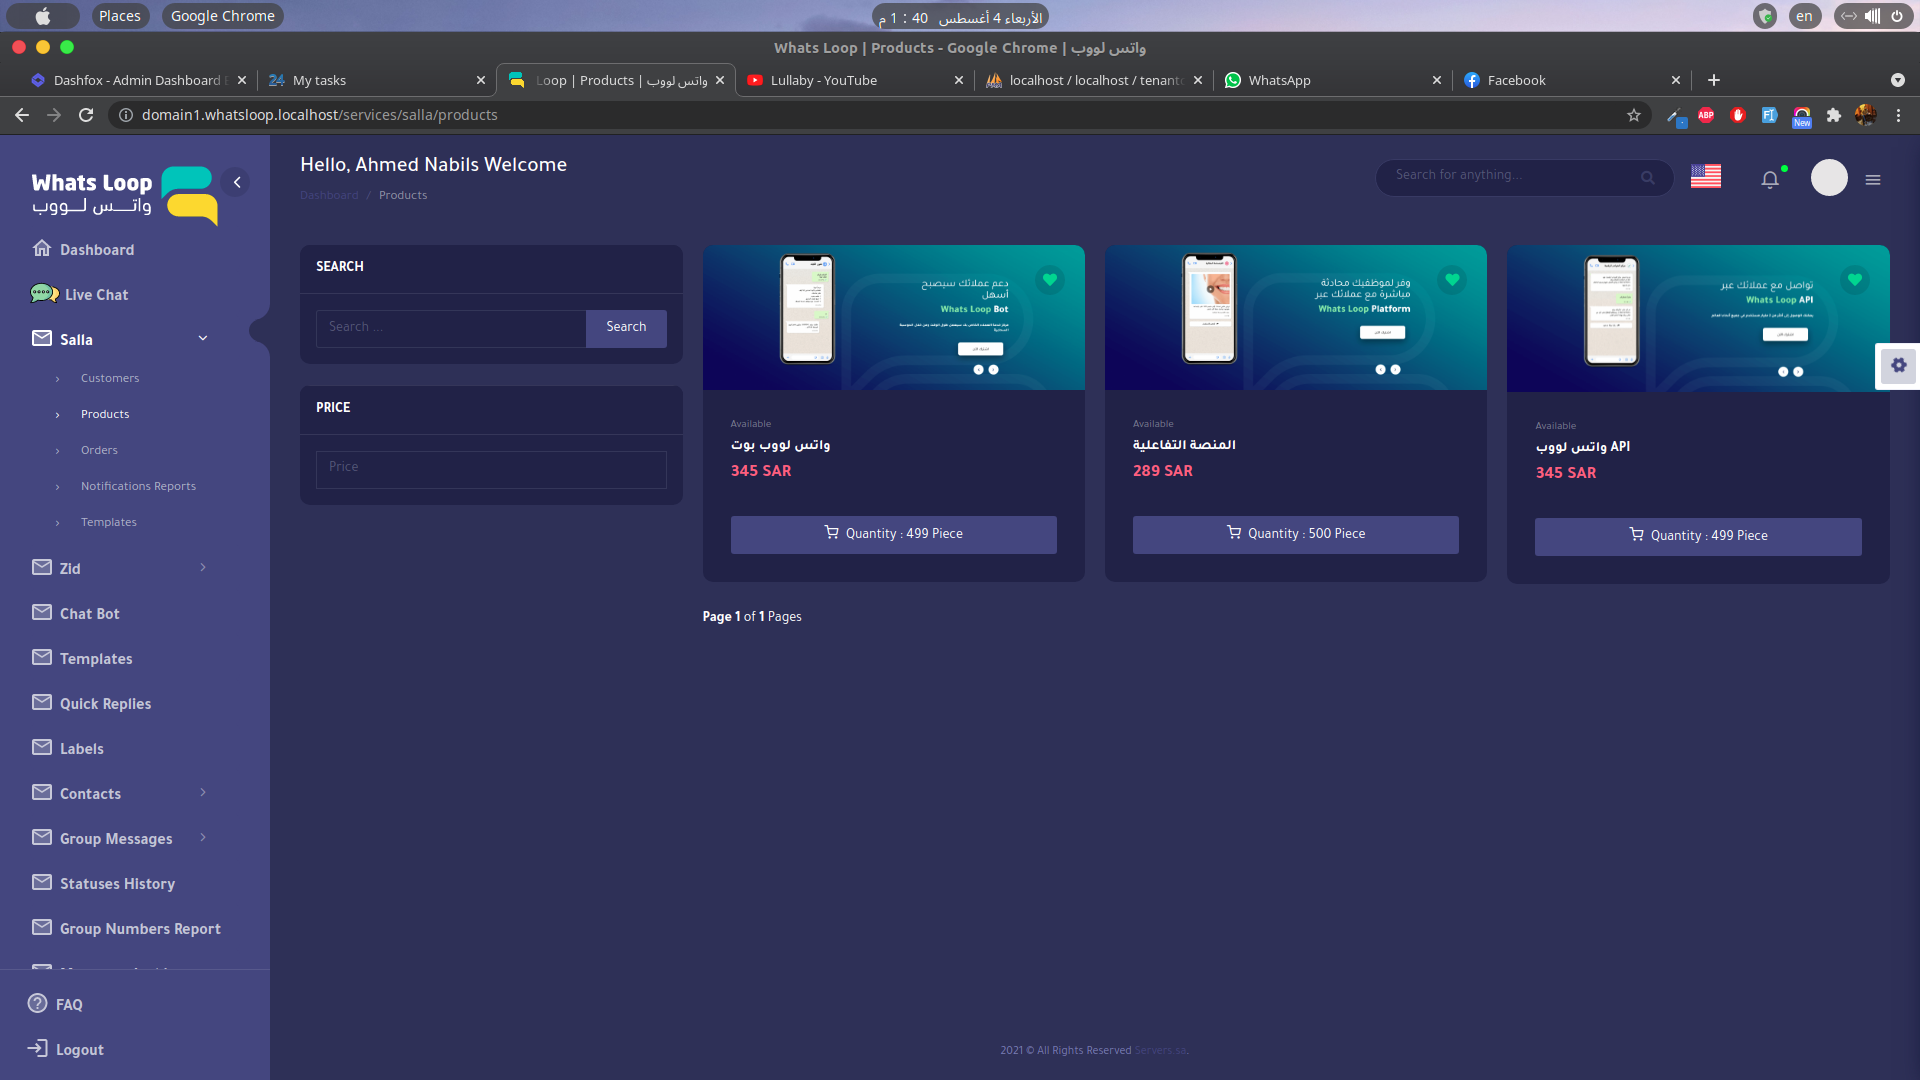 Places
Google Chrome
الأربعاء 4 أغسطس 1 : 40 م
en
Whats Loop | Products - Google Chrome | واتس لووب
Dashfox - Admin Dashboard
My tasks
Loop | Products | واتس لووب
Lullaby - YouTube
localhost / localhost / tenant
WhatsApp
Facebook
domain1.whatsloop.localhost/services/salla/products
ABP
New
Whats Loop
واتــس لــووب
Dashboard
Live Chat
Salla
Customers
Products
Orders
Notifications Reports
Templates
Zid
Chat Bot
Templates
Quick Replies
Labels
Contacts
Group Messages
Statuses History
Group Numbers Report
FAQ
Logout
Hello, Ahmed Nabils Welcome
Dashboard / Products
Search for anything...
SEARCH
Search ...
Search
PRICE
Price
دعم عملائك سيصبح
أسهل
Whats Loop Bot
Available
واتس لووب بوت
345 SAR
Quantity : 499 Piece
وفر لموظفيك محادثة
مباشرة مع عملائك عبر
Whats Loop Platform
Available
المنصة التفاعلية
289 SAR
Quantity : 500 Piece
تواصل مع عملائك عبر
Whats Loop API
Available
واتس لووب API
345 SAR
Quantity : 499 Piece
Page 1 of 1 Pages
2021 © All Rights Reserved Servers.sa.